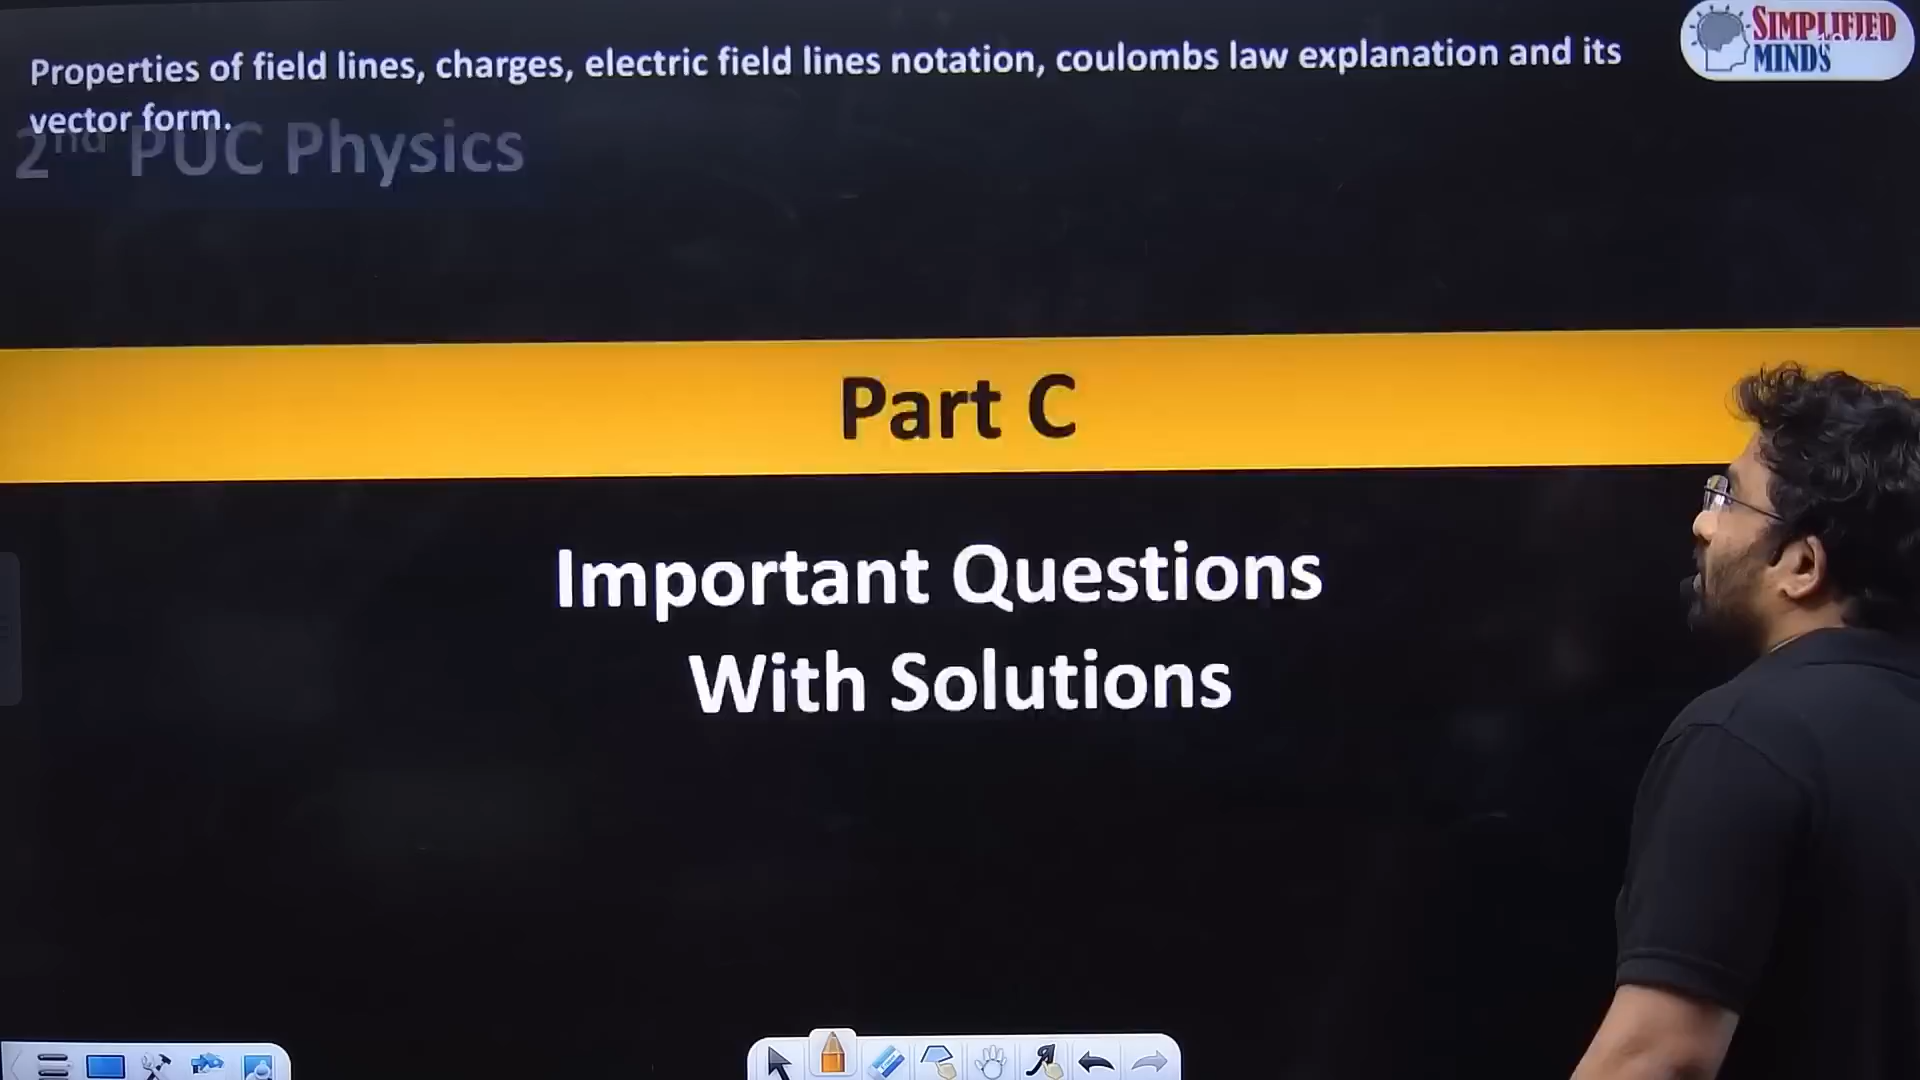 Properties of field lines, charges, electric field lines notation, coulombs law explanation and its
vector form.
2nd PUC Physics
SIMPLIFIED
MINDS
Part C
Important Questions
With Solutions